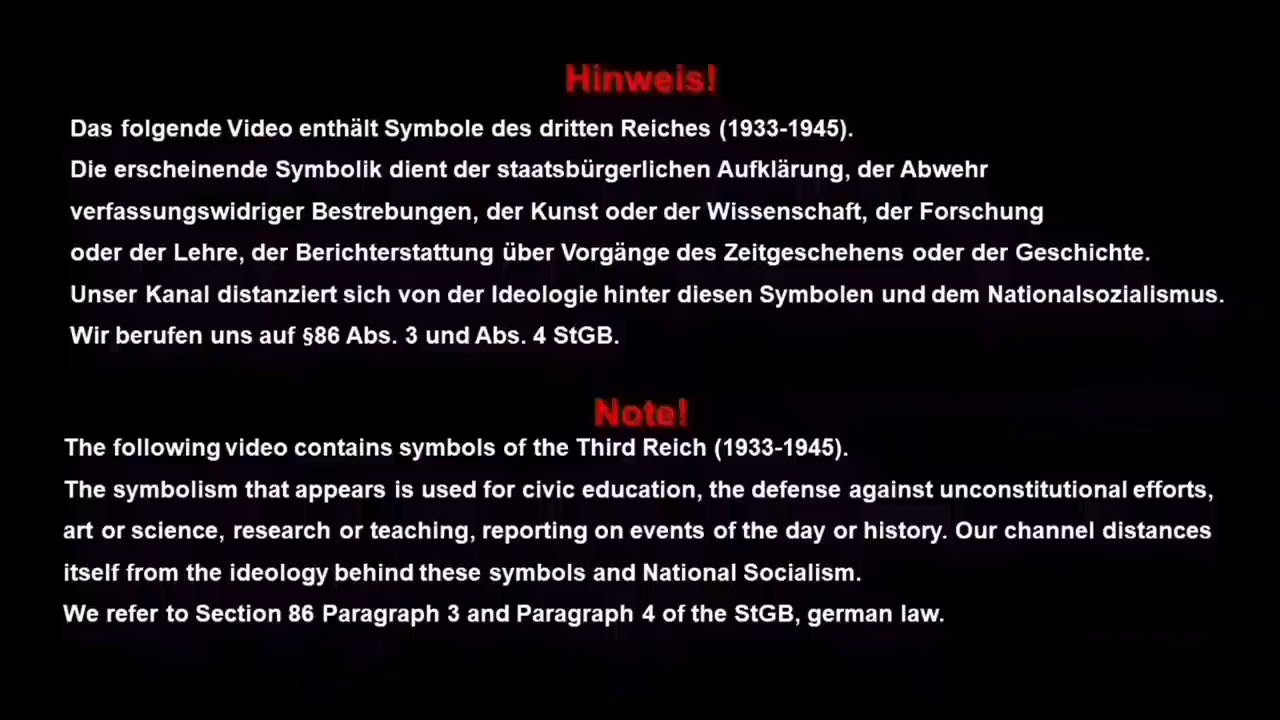 Hinweis!
Das folgende Video enthält Symbole des dritten Reiches (1933-1945).
Die erscheinende Symbolik dient der staatsbürgerlichen Aufklärung, der Abwehr
verfassungswidriger Bestrebungen, der Kunst oder der Wissenschaft, der Forschung
oder der Lehre, der Berichterstattung über Vorgänge des Zeitgeschehens oder der Geschichte.
Unser Kanal distanziert sich von der Ideologie hinter diesen Symbolen und dem Nationalsozialismus.
Wir berufen uns auf §86 Abs. 3 und Abs. 4 StGB.
Note!
The following video contains symbols of the Third Reich (1933-1945).
The symbolism that appears is used for civic education, the defense against unconstitutional efforts,
art or science, research or teaching, reporting on events of the day or history. Our channel distances
itself from the ideology behind these symbols and National Socialism.
We refer to Section 86 Paragraph 3 and Paragraph 4 of the StGB, german law.